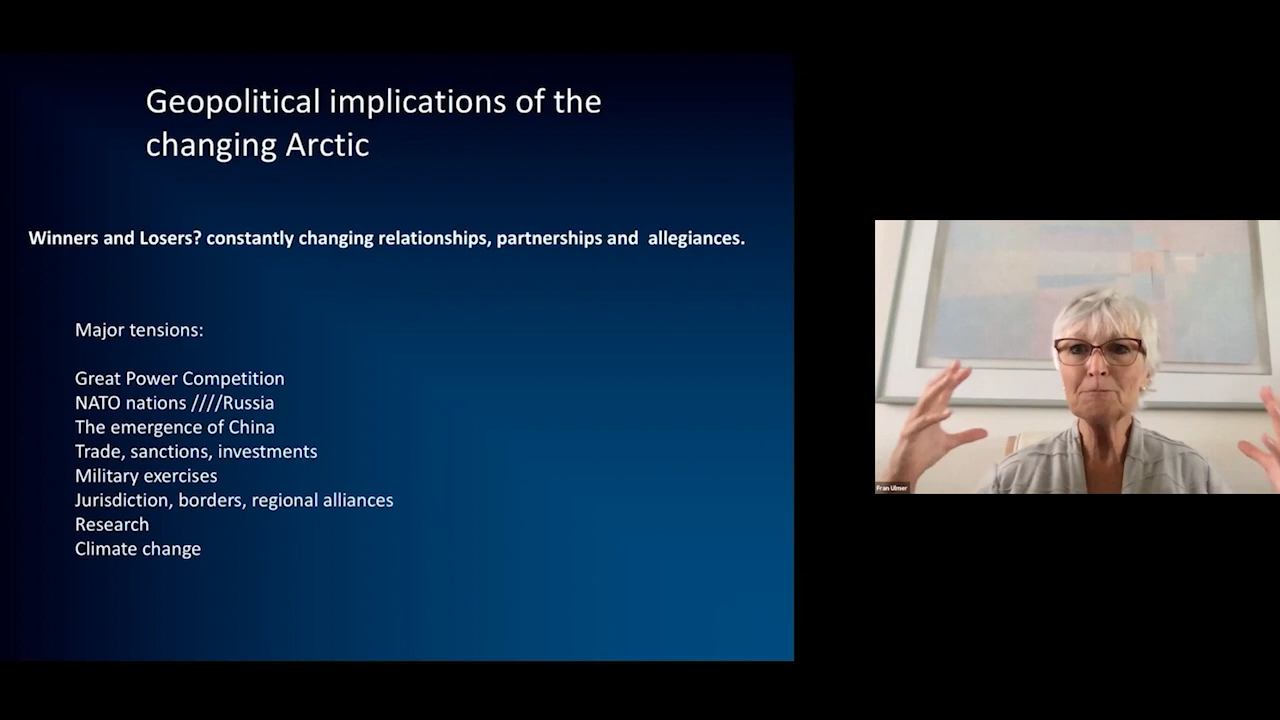 Geopolitical implications of the
changing Arctic
Winners and Losers? constantly changing relationships, partnerships and  allegiances.
Major tensions:
Great Power Competition
NATO nations ////Russia
The emergence of China
Trade, sanctions, investments
Military exercises
Jurisdiction, borders, regional alliances
Research
Climate change
Fran Ulmer